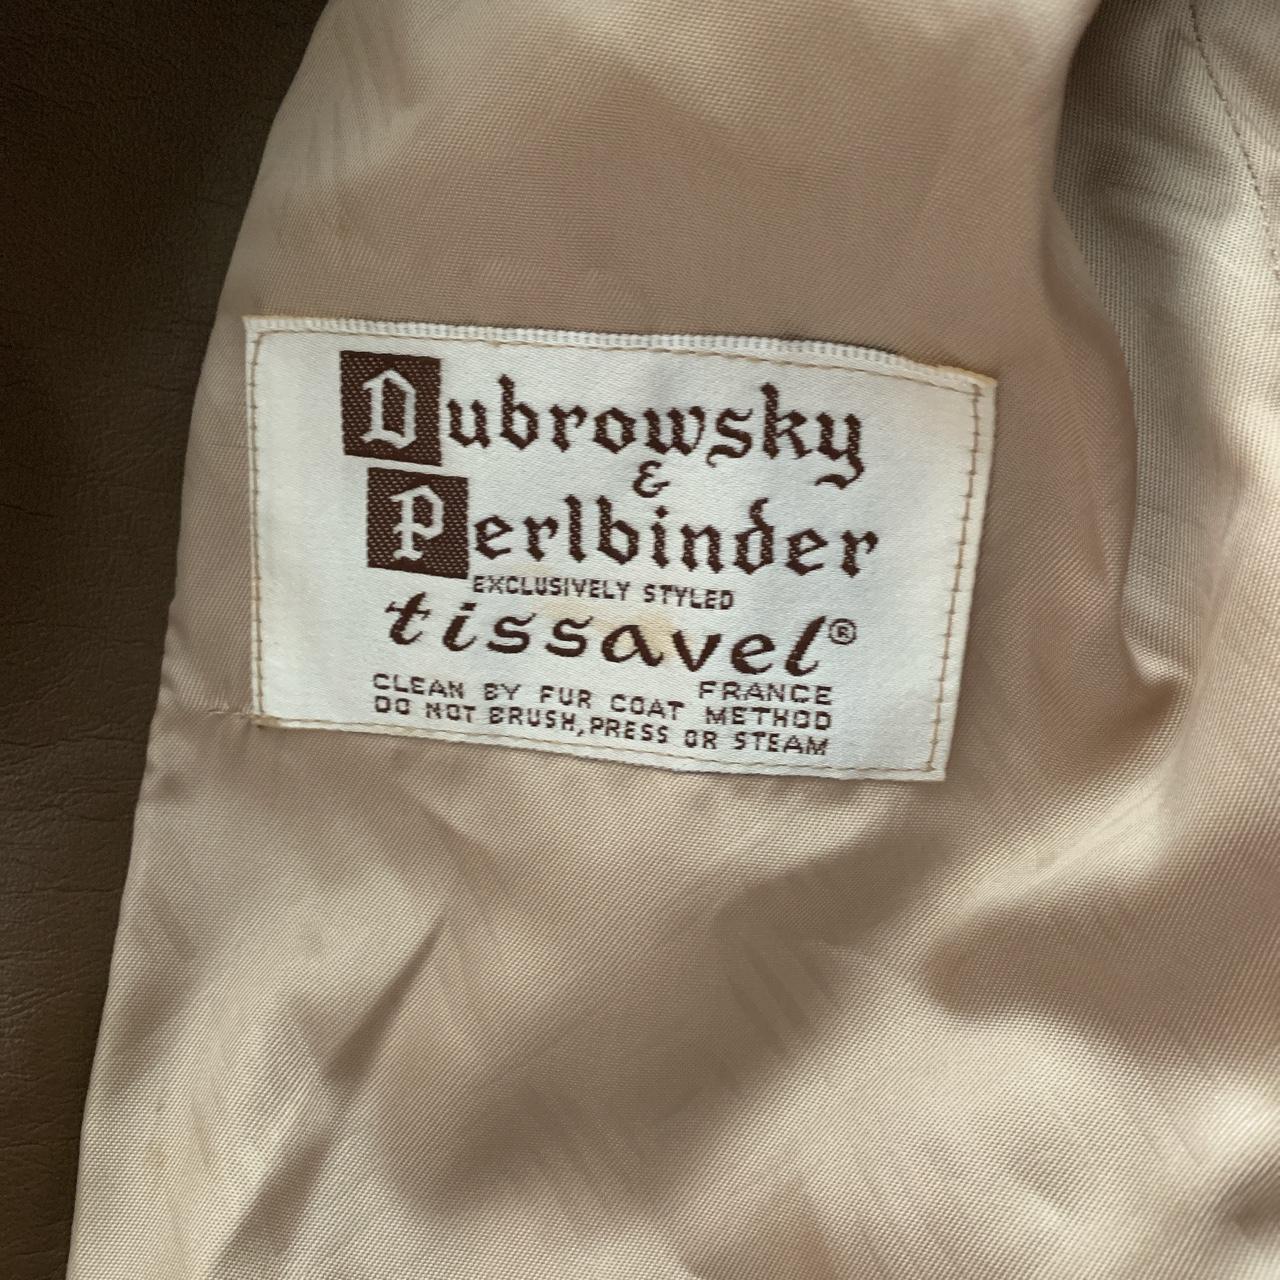 Dubrowsky
&
Perlbinder
EXCLUSIVELY STYLED
tissavel®
FRANCE
CLEAN BY FUR COAT METHOD
DO NOT BRUSH, PRESS OR STEAM